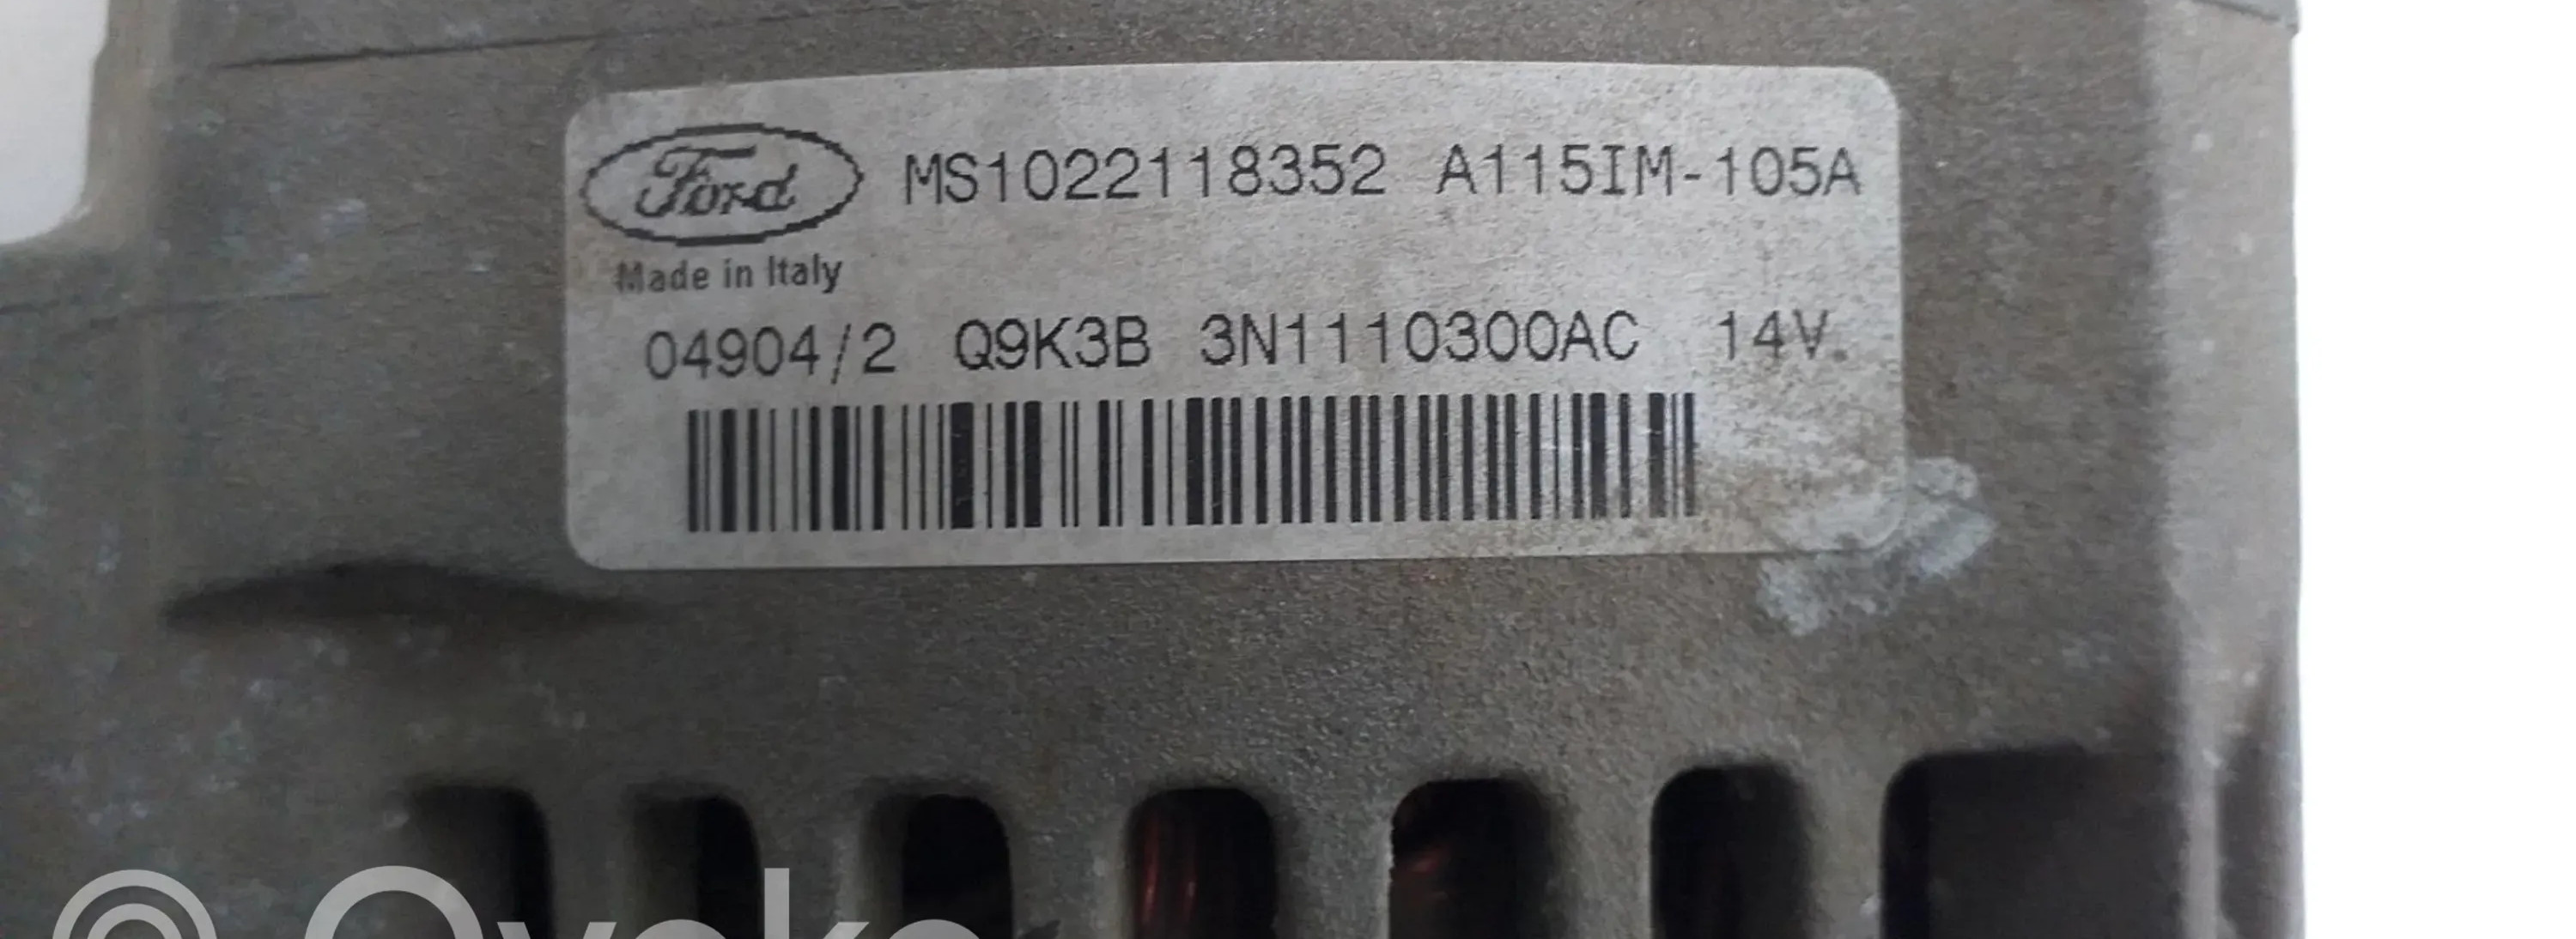 Ford MS1022118352 A115IM-105A
Made in Italy
04904/2 Q9K3B 3N1110300AC 14V.